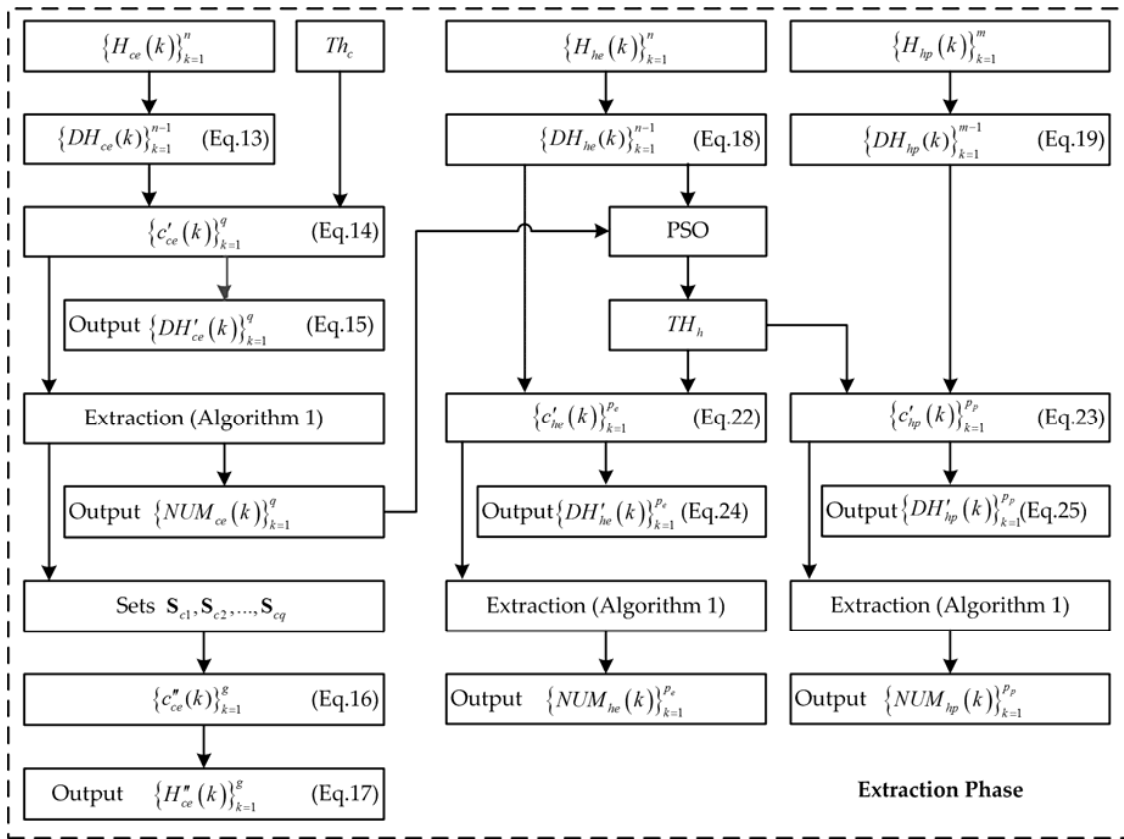 {H_ce(k)}_{k=1}^{n}
Th_c
{H_he(k)}_{k=1}^{n}
{H_hp(k)}_{k=1}^{m}
{DH_ce(k)}_{k=1}^{n-1} (Eq.13)
{DH_he(k)}_{k=1}^{n-1} (Eq.18)
{DH_hp(k)}_{k=1}^{m-1} (Eq.19)
{c′_ce(k)}_{k=1}^{q} (Eq.14)
PSO
Output {DH′_ce(k)}_{k=1}^{q} (Eq.15)
TH_h
Extraction (Algorithm 1)
{c′_he(k)}_{k=1}^{p_e} (Eq.22)
{c′_hp(k)}_{k=1}^{p_p} (Eq.23)
Output {NUM_ce(k)}_{k=1}^{q}
Output {DH′_he(k)}_{k=1}^{p_e} (Eq.24)
Output {DH′_hp(k)}_{k=1}^{p_p} (Eq.25)
Sets S_c1, S_c2, ..., S_cq
Extraction (Algorithm 1)
Extraction (Algorithm 1)
{c″_ce(k)}_{k=1}^{g} (Eq.16)
Output {NUM_he(k)}_{k=1}^{p_e}
Output {NUM_hp(k)}_{k=1}^{p_p}
Output {H″_ce(k)}_{k=1}^{g} (Eq.17)
Extraction Phase